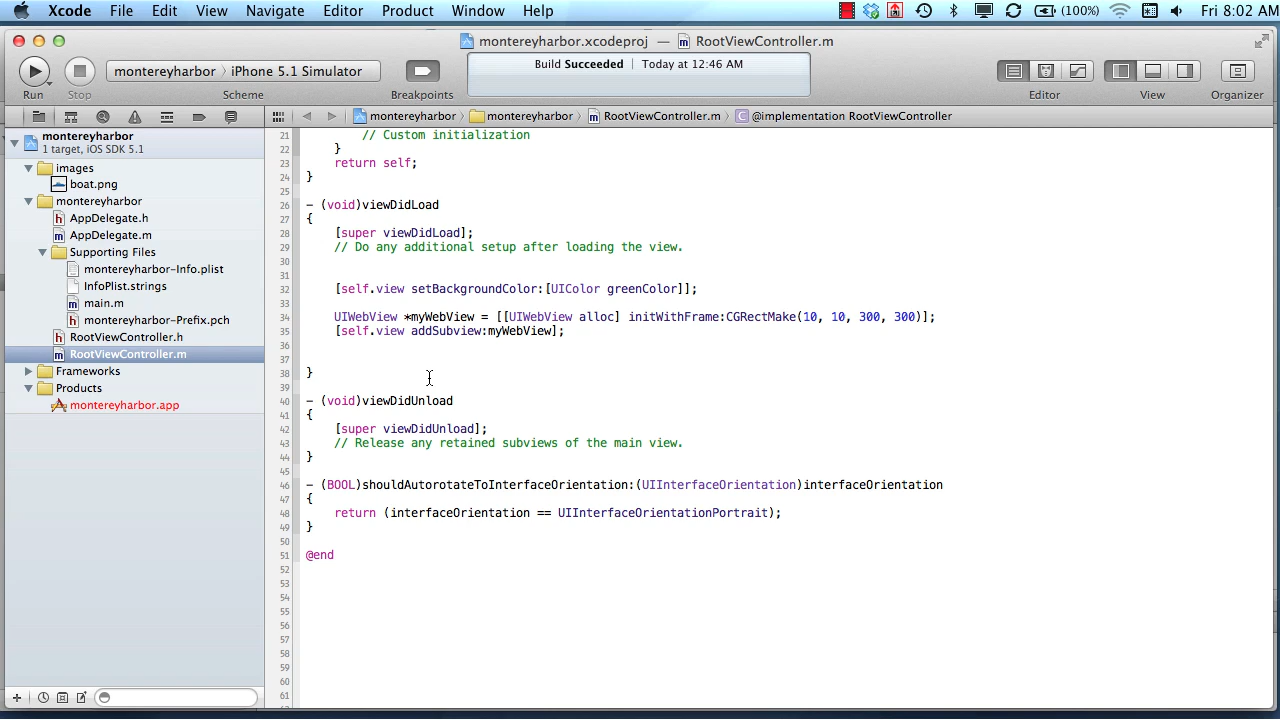 Xcode File Edit View Navigate Editor Product Window Help (100%) Fri 8:02 AM
montereyharbor.xcodeproj — RootViewController.m
montereyharbor › iPhone 5.1 Simulator
Build Succeeded | Today at 12:46 AM
Run Stop Scheme Breakpoints Editor View Organizer
montereyharbor › montereyharbor › RootViewController.m › @implementation RootViewController
montereyharbor
1 target, iOS SDK 5.1
images
boat.png
montereyharbor
AppDelegate.h
AppDelegate.m
Supporting Files
montereyharbor-Info.plist
InfoPlist.strings
main.m
montereyharbor-Prefix.pch
RootViewController.h
RootViewController.m
Frameworks
Products
montereyharbor.app
21 // Custom initialization
22 }
23 return self;
24 }
25
26 - (void)viewDidLoad
27 {
28 [super viewDidLoad];
29 // Do any additional setup after loading the view.
30
31
32 [self.view setBackgroundColor:[UIColor greenColor]];
33
34 UIWebView *myWebView = [[UIWebView alloc] initWithFrame:CGRectMake(10, 10, 300, 300)];
35 [self.view addSubview:myWebView];
36
37
38 }
39
40 - (void)viewDidUnload
41 {
42 [super viewDidUnload];
43 // Release any retained subviews of the main view.
44 }
45
46 - (BOOL)shouldAutorotateToInterfaceOrientation:(UIInterfaceOrientation)interfaceOrientation
47 {
48 return (interfaceOrientation == UIInterfaceOrientationPortrait);
49 }
50
51 @end
52
53
54
55
56
57
58
59
60
61